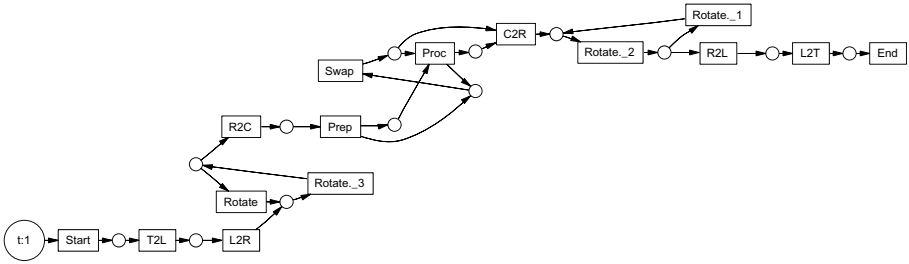 Rotate._1
C2R
Rotate._2
R2L
L2T
End
Proc
Swap
R2C
Prep
Rotate._3
Rotate
t:1
Start
T2L
L2R